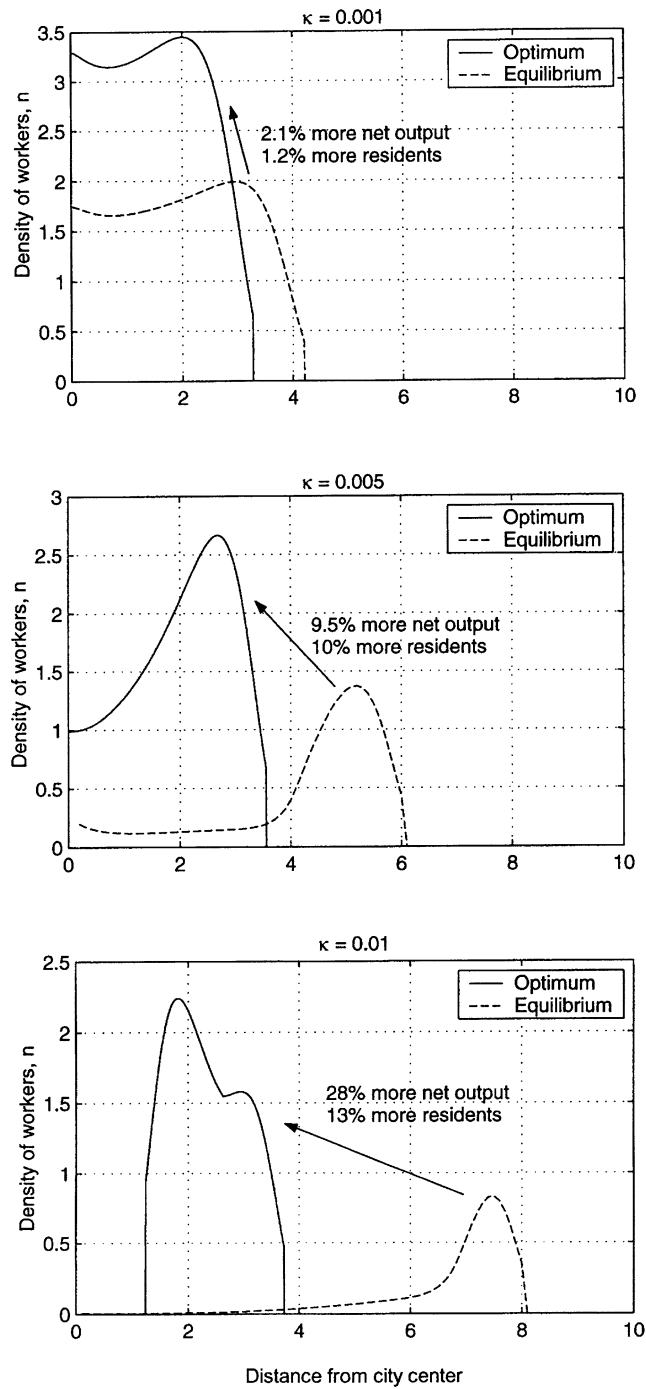 κ = 0.001
3.5
3
2.5
2
1.5
1
0.5
0
Density of workers, n
Optimum
Equilibrium
2.1% more net output
1.2% more residents
0
2
4
6
8
10
κ = 0.005
3
2.5
2
1.5
1
0.5
0
Density of workers, n
Optimum
Equilibrium
9.5% more net output
10% more residents
0
2
4
6
8
10
κ = 0.01
2.5
2
1.5
1
0.5
0
Density of workers, n
Optimum
Equilibrium
28% more net output
13% more residents
0
2
4
6
8
10
Distance from city center